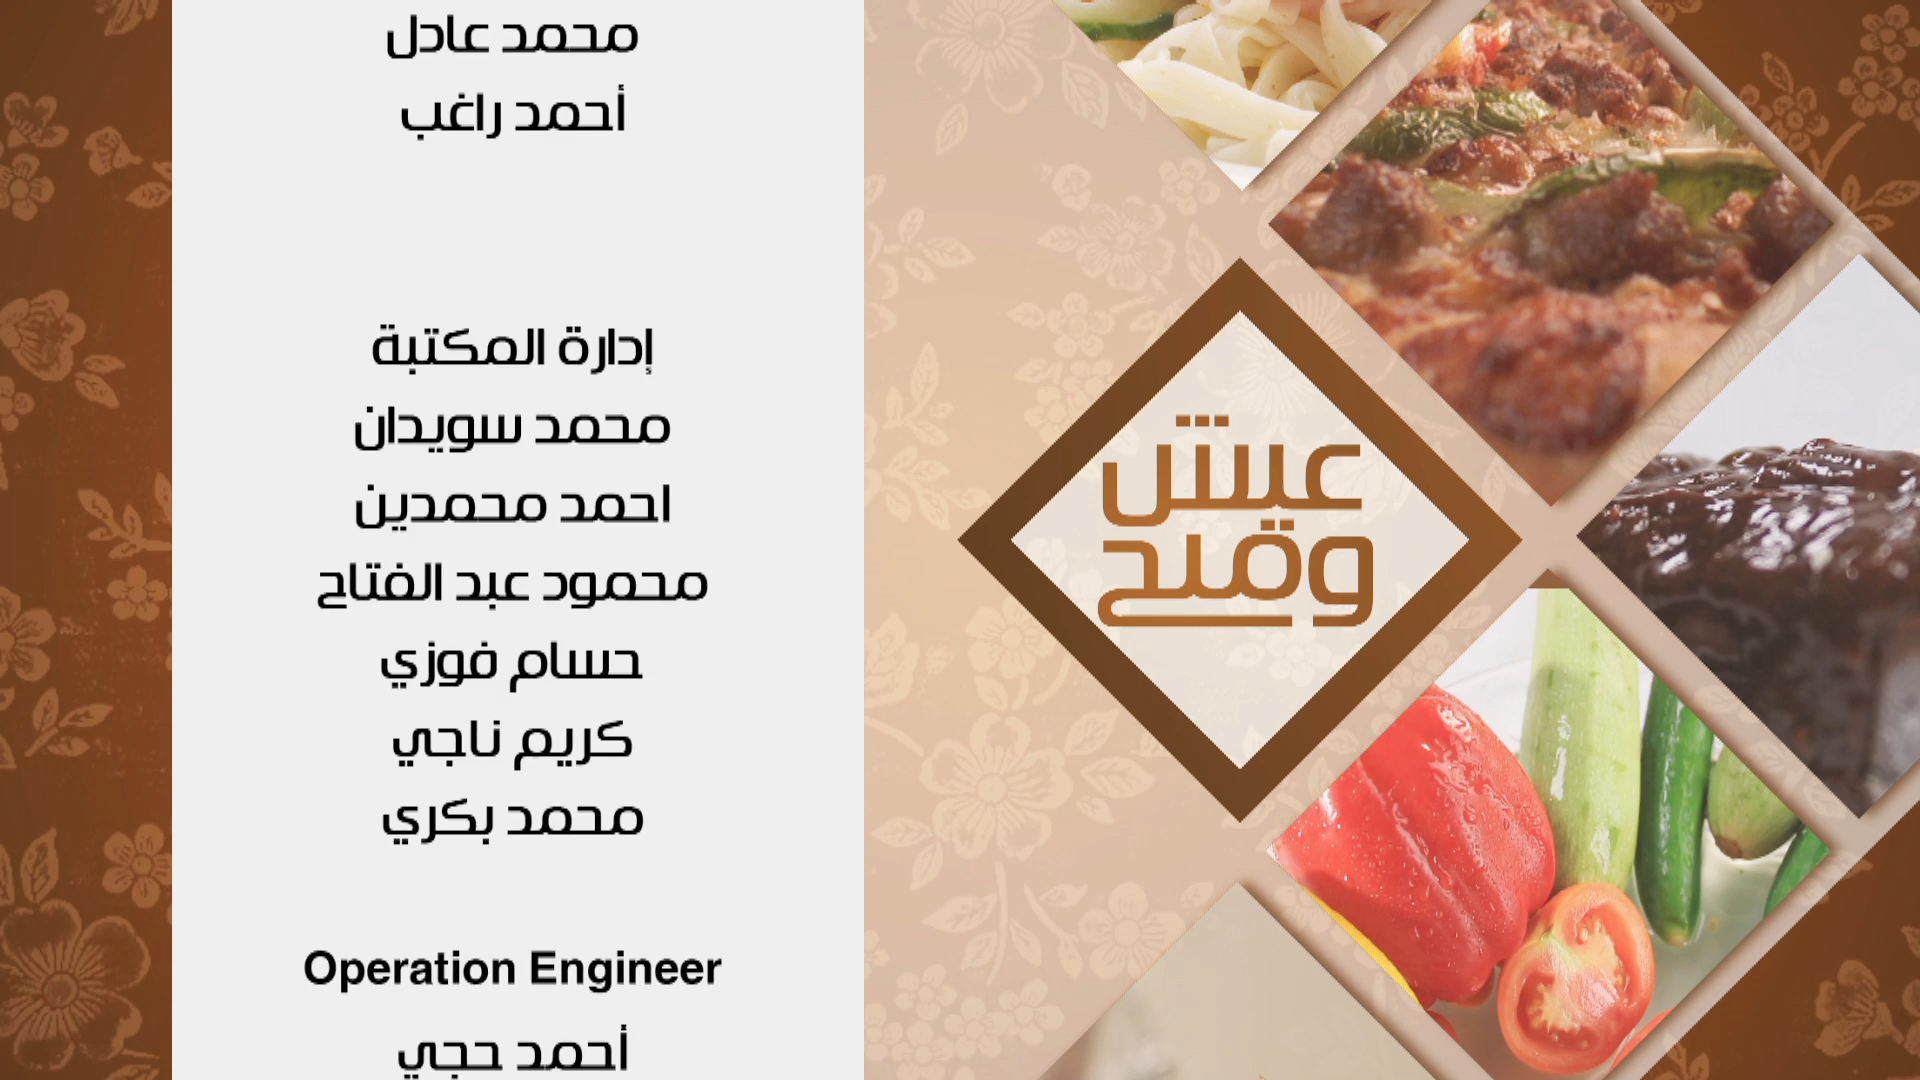 محمد عادل
أحمد راغب
إدارة المكتبة
محمد سويدان
احمد محمدين
محمود عبد الفتاح
حسام فوزي
كريم ناجي
محمد بكري
Operation Engineer
أحمد حجي
عيش
وملح